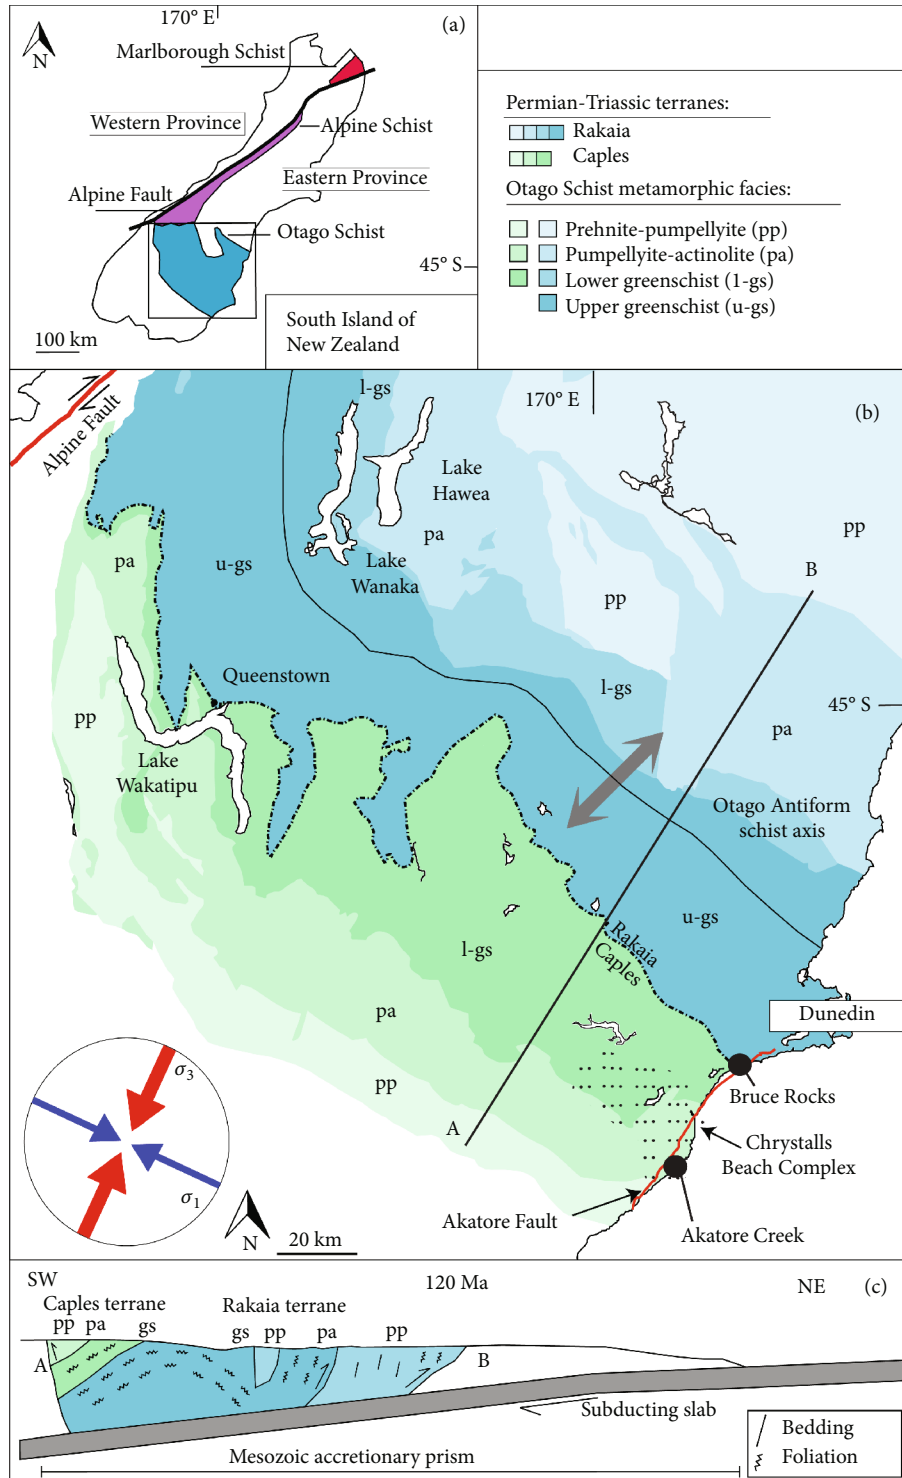 170° E
(a)
N
Marlborough Schist
Western Province
Alpine Schist
Eastern Province
Alpine Fault
Otago Schist
45° S
100 km
South Island of
New Zealand
Permian-Triassic terranes:
Rakaia
Caples
Otago Schist metamorphic facies:
Prehnite-pumpellyite (pp)
Pumpellyite-actinolite (pa)
Lower greenschist (1-gs)
Upper greenschist (u-gs)
l-gs
170° E
(b)
Alpine Fault
Lake
Hawea
pa
pp
pa
u-gs
Lake
Wanaka
pp
B
Queenstown
l-gs
45° S
pp
pa
Lake
Wakatipu
Otago Antiform
schist axis
u-gs
Rakaia
Caples
l-gs
pa
Dunedin
pp
σ3
Bruce Rocks
A
Chrystalls
Beach Complex
σ1
Akatore Fault
N
20 km
Akatore Creek
SW
120 Ma
NE
(c)
Caples terrane
Rakaia terrane
pp pa gs
gs pp pa pp
A
B
Subducting slab
Bedding
Foliation
Mesozoic accretionary prism